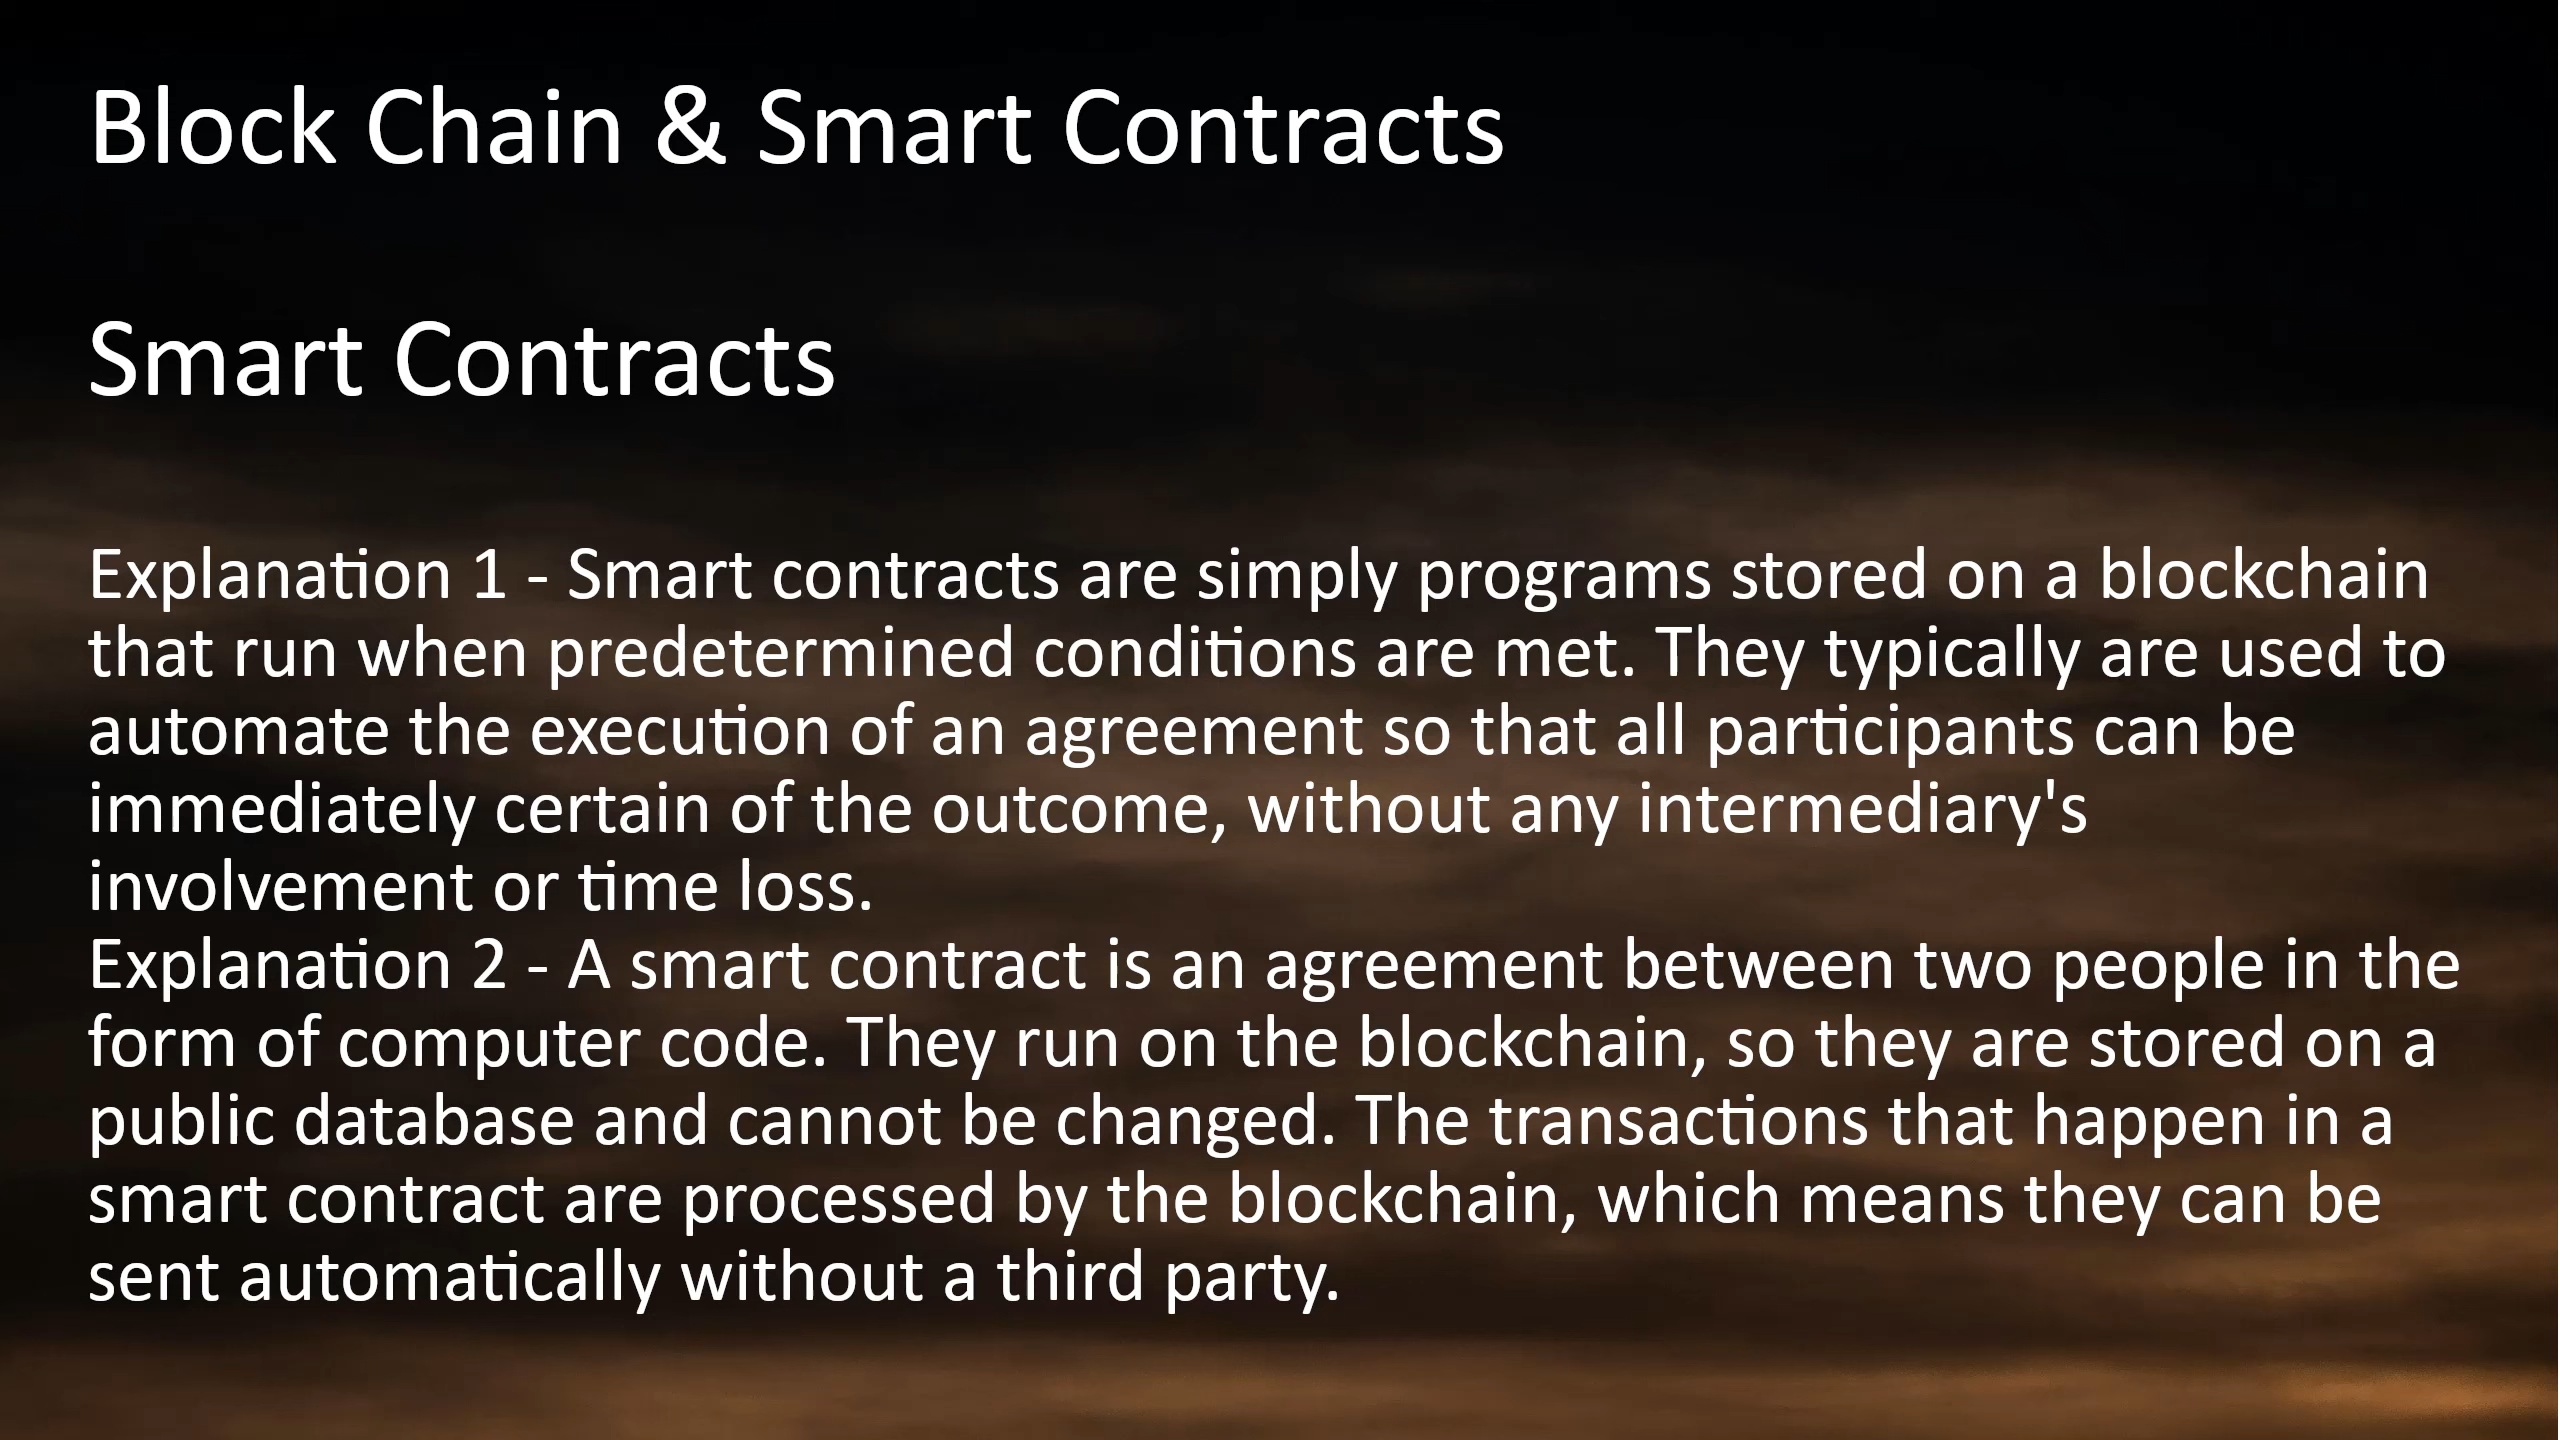 Block Chain & Smart Contracts
Smart Contracts
Explanation 1 - Smart contracts are simply programs stored on a blockchain
that run when predetermined conditions are met. They typically are used to
automate the execution of an agreement so that all participants can be
immediately certain of the outcome, without any intermediary's
involvement or time loss.
Explanation 2 - A smart contract is an agreement between two people in the
form of computer code. They run on the blockchain, so they are stored on a
public database and cannot be changed. The transactions that happen in a
smart contract are processed by the blockchain, which means they can be
sent automatically without a third party.